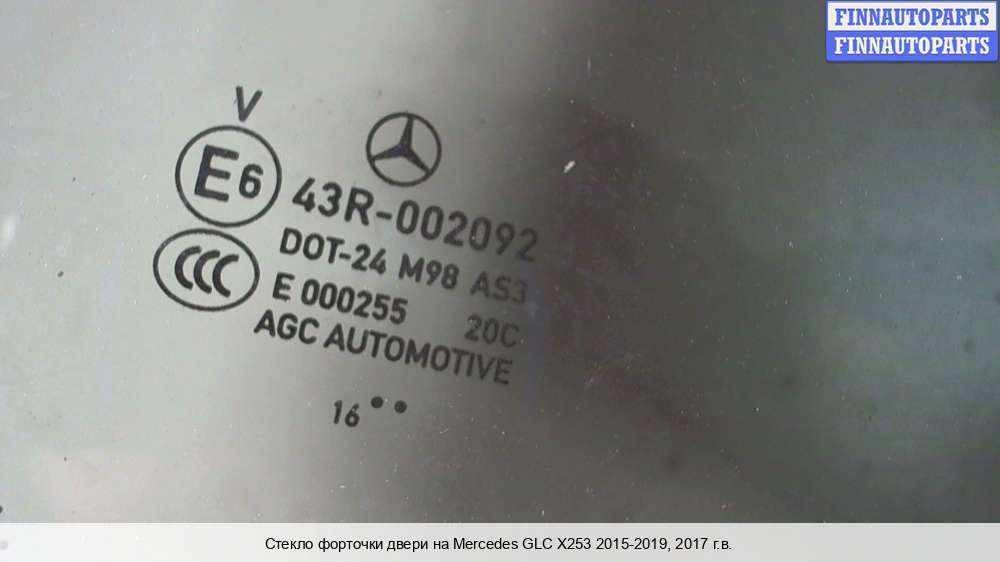 FINNAUTOPARTS
FINNAUTOPARTS
V
E6
43R-002092
CCC
DOT-24 M98 AS3
E 000255 20C
AGC AUTOMOTIVE
16 ••
Стекло форточки двери на Mercedes GLC X253 2015-2019, 2017 г.в.